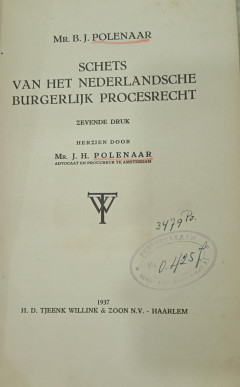 MR. B. J. POLENAAR
SCHETS
VAN HET NEDERLANDSCHE
BURGERLIJK PROCESRECHT
ZEVENDE DRUK
HERZIEN DOOR
MR. J. H. POLENAAR
ADVOCAAT EN PROCUREUR TE AMSTERDAM
1937
H. D. TJEENK WILLINK & ZOON N.V. - HAARLEM